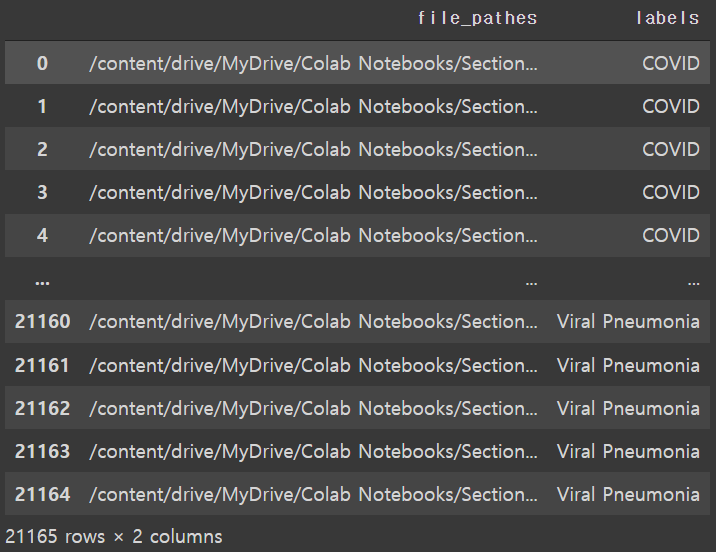 file_pathes labels
0 /content/drive/MyDrive/Colab Notebooks/Section... COVID
1 /content/drive/MyDrive/Colab Notebooks/Section... COVID
2 /content/drive/MyDrive/Colab Notebooks/Section... COVID
3 /content/drive/MyDrive/Colab Notebooks/Section... COVID
4 /content/drive/MyDrive/Colab Notebooks/Section... COVID
... ... ...
21160 /content/drive/MyDrive/Colab Notebooks/Section... Viral Pneumonia
21161 /content/drive/MyDrive/Colab Notebooks/Section... Viral Pneumonia
21162 /content/drive/MyDrive/Colab Notebooks/Section... Viral Pneumonia
21163 /content/drive/MyDrive/Colab Notebooks/Section... Viral Pneumonia
21164 /content/drive/MyDrive/Colab Notebooks/Section... Viral Pneumonia
21165 rows × 2 columns